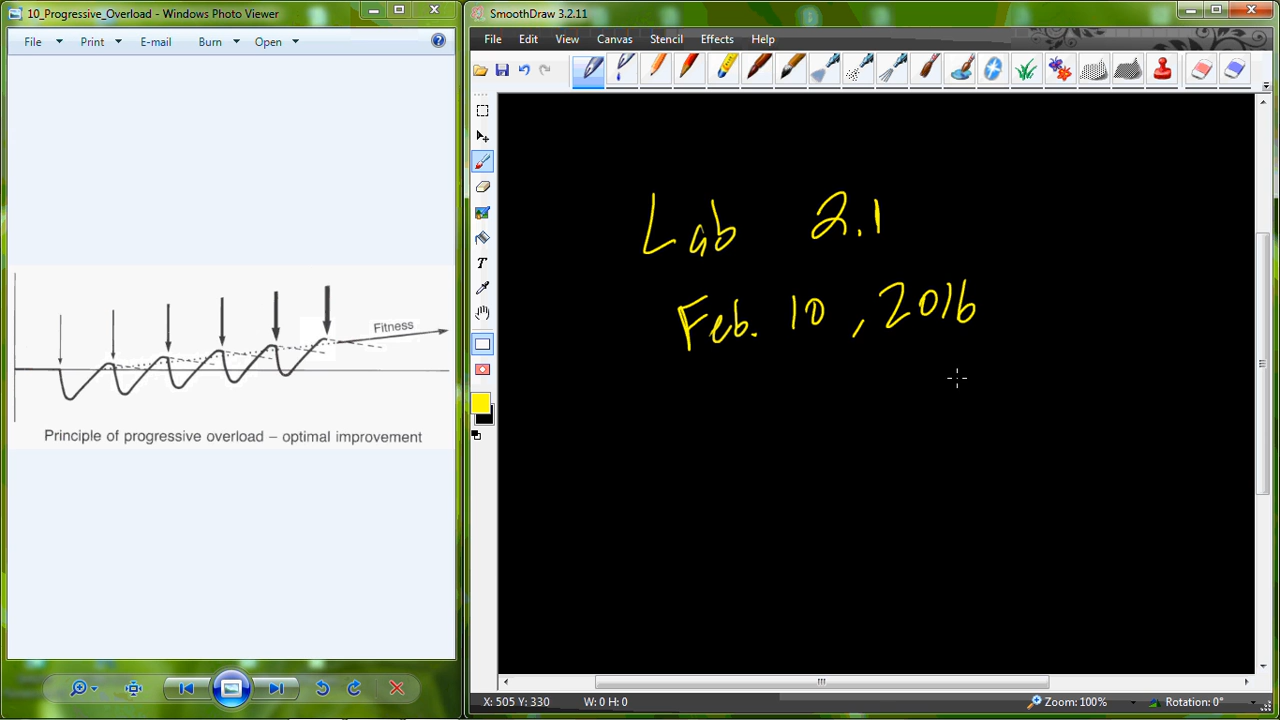 10_Progressive_Overload - Windows Photo Viewer
File Print E-mail Burn Open
Fitness
Principle of progressive overload – optimal improvement
SmoothDraw 3.2.11
File Edit View Canvas Stencil Effects Help
T
Lab 2.1
Feb. 10, 2016
X: 505 Y: 330 W: 0 H: 0 Zoom: 100% Rotation: 0°